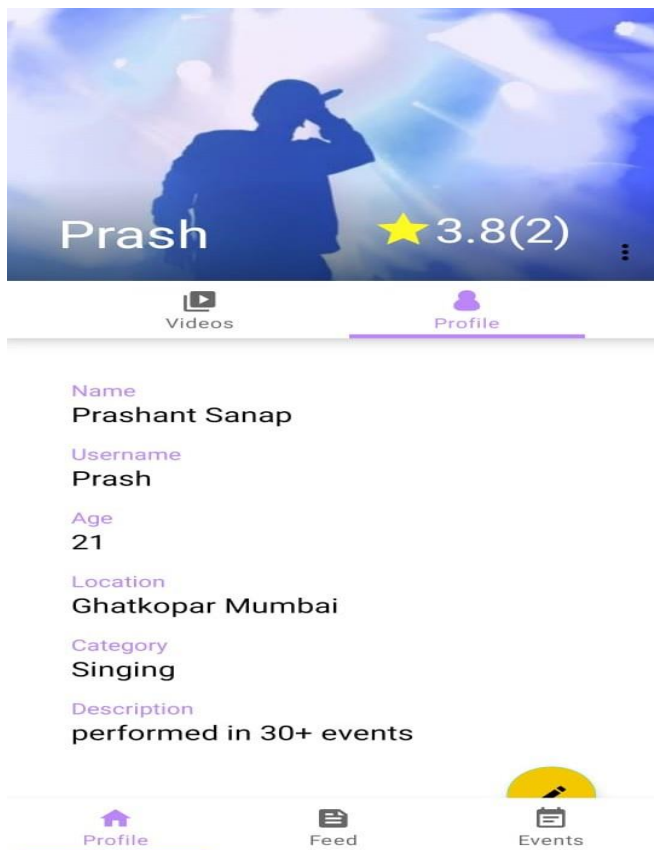 Prash
3.8(2)
Videos
Profile
Name
Prashant Sanap
Username
Prash
Age
21
Location
Ghatkopar Mumbai
Category
Singing
Description
performed in 30+ events
Profile
Feed
Events